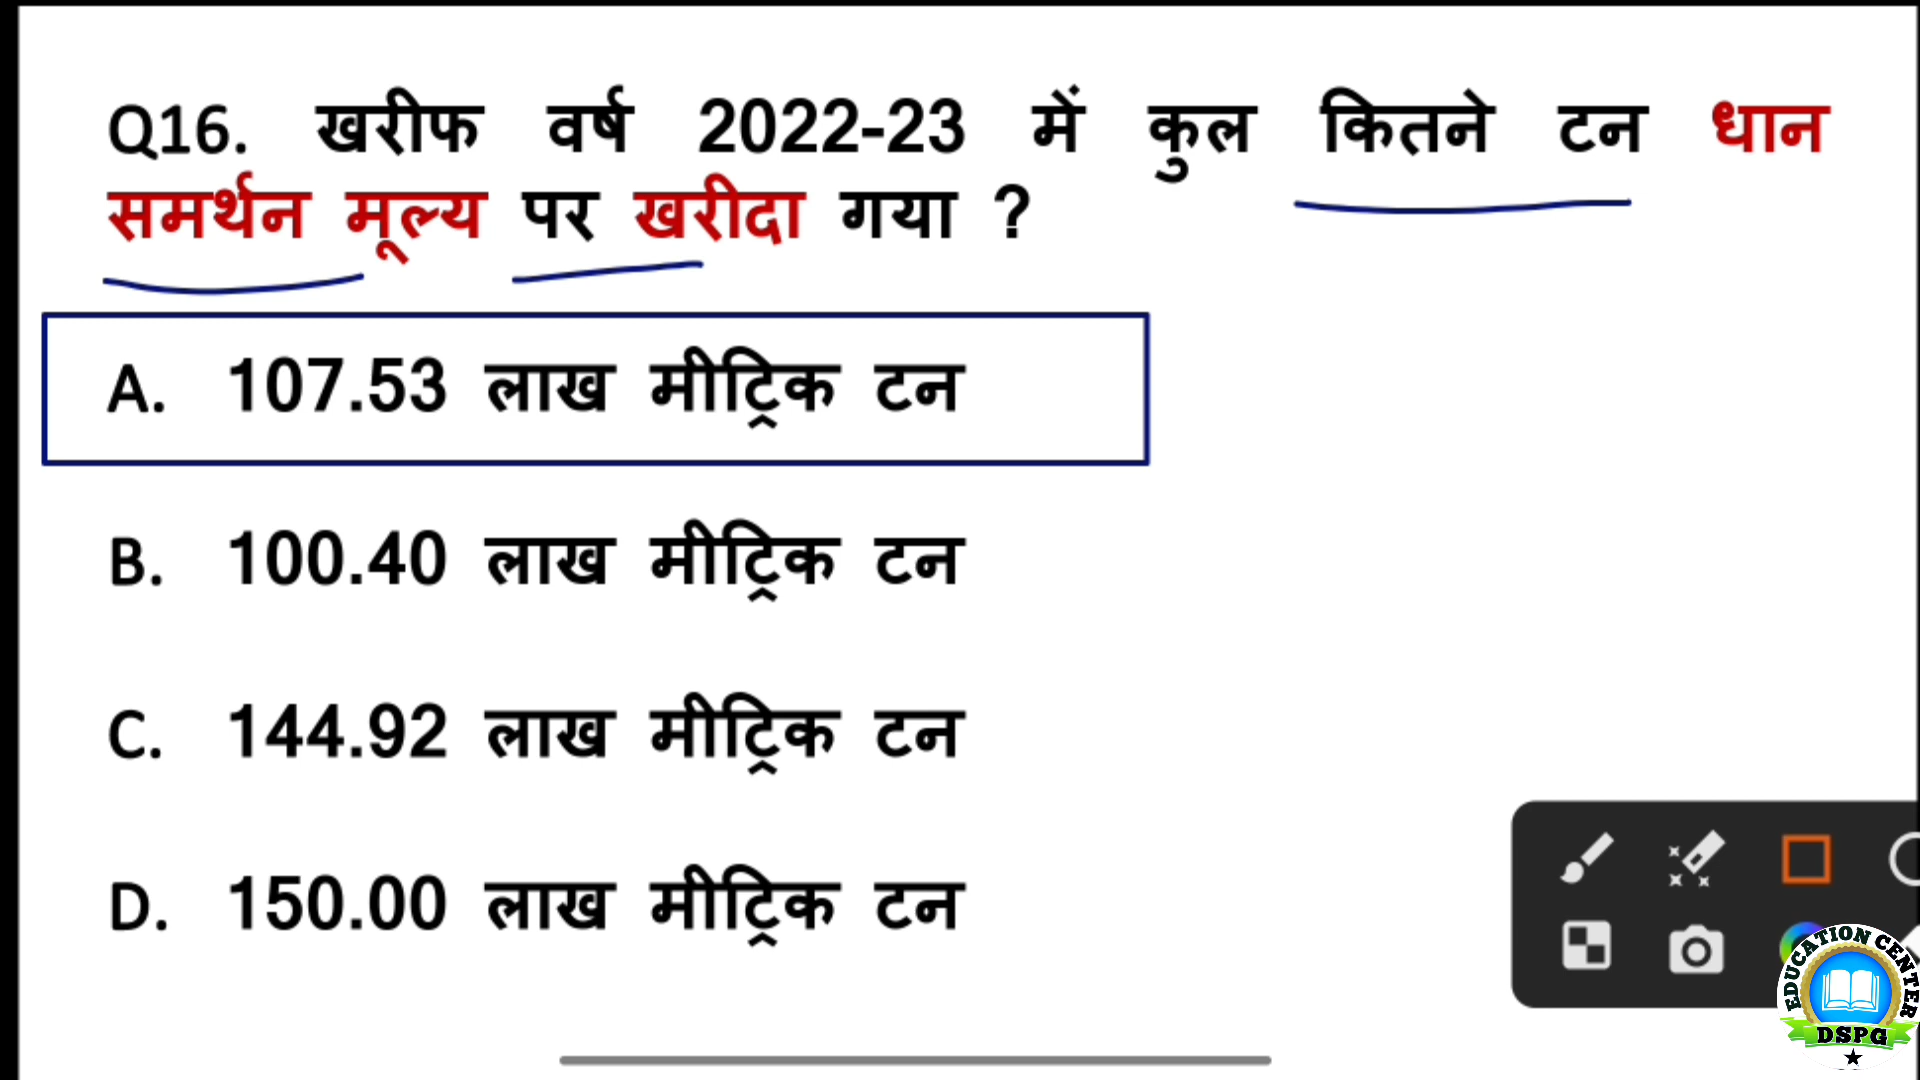 Q16. खरीफ वर्ष 2022-23 में कुल कितने टन धान
समर्थन मूल्य पर खरीदा गया ?
A. 107.53 लाख मीट्रिक टन
B. 100.40 लाख मीट्रिक टन
C. 144.92 लाख मीट्रिक टन
D. 150.00 लाख मीट्रिक टन
EDUCATION CENTER
DSPG